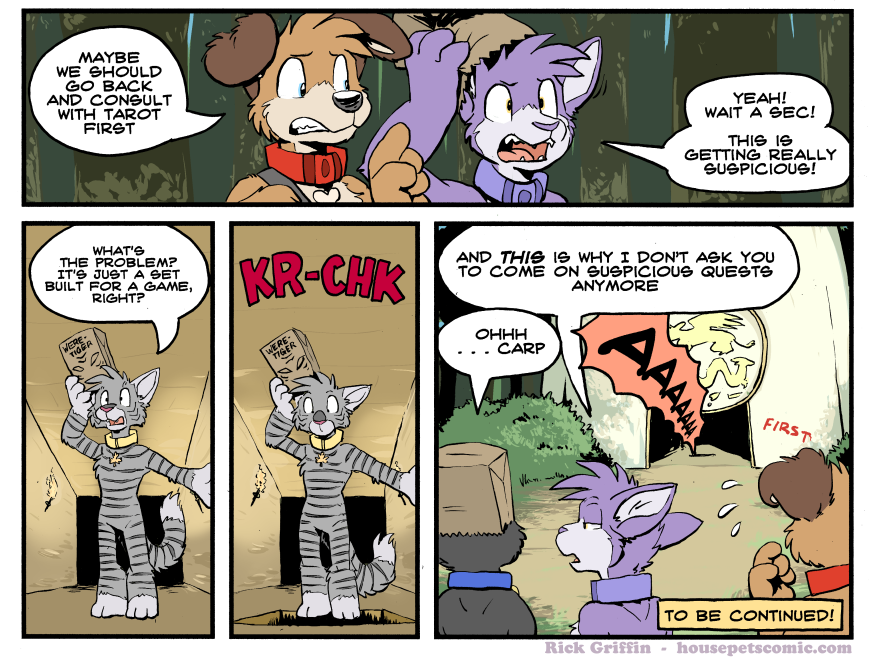 MAYBE
WE SHOULD
GO BACK
AND CONSULT
WITH TAROT
FIRST
YEAH!
WAIT A SEC!
THIS IS
GETTING REALLY
SUSPICIOUS!
WHAT'S
THE PROBLEM?
IT'S JUST A SET
BUILT FOR A GAME,
RIGHT?
WERE-
TIGER
KR-CHK
WERE-
TIGER
AND THIS IS WHY I DON'T ASK YOU
TO COME ON SUSPICIOUS QUESTS
ANYMORE
OHHH
. . . CARP
AAAAAA
FIRST
TO BE CONTINUED!
Rick Griffin - housepetscomic.com